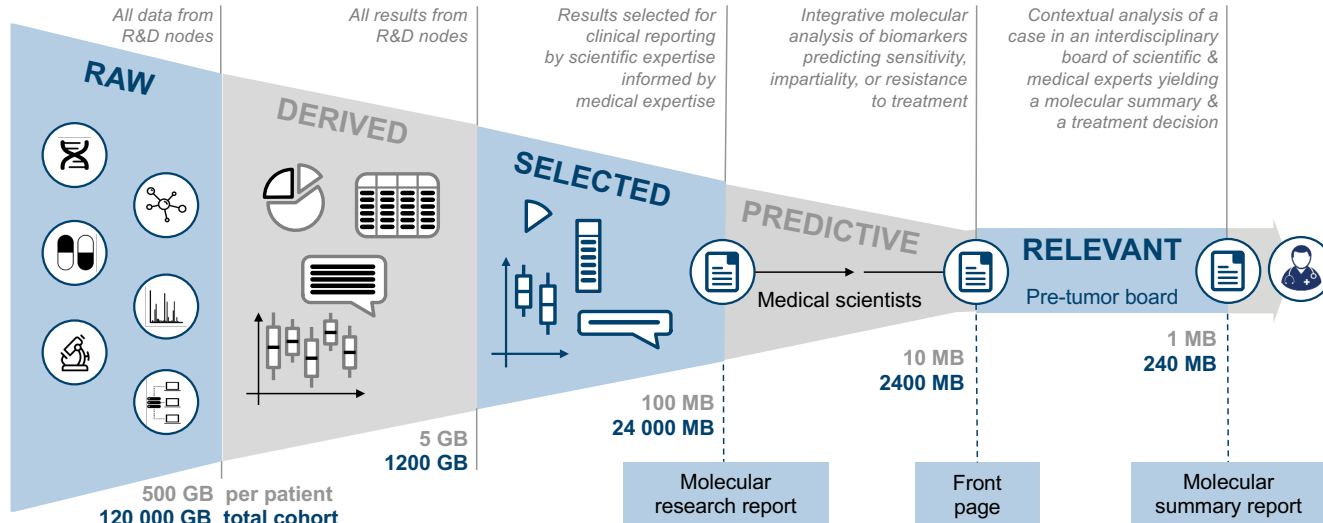 All data from
R&D nodes
All results from
R&D nodes
Results selected for
clinical reporting
by scientific expertise
informed by
medical expertise
Integrative molecular
analysis of biomarkers
predicting sensitivity,
impartiality, or resistance
to treatment
Contextual analysis of a
case in an interdisciplinary
board of scientific &
medical experts yielding
a molecular summary &
a treatment decision
RAW
DERIVED
SELECTED
PREDICTIVE
RELEVANT
Medical scientists
Pre-tumor board
500 GB per patient
120 000 GB total cohort
5 GB
1200 GB
100 MB
24 000 MB
10 MB
2400 MB
1 MB
240 MB
Molecular
research report
Front
page
Molecular
summary report